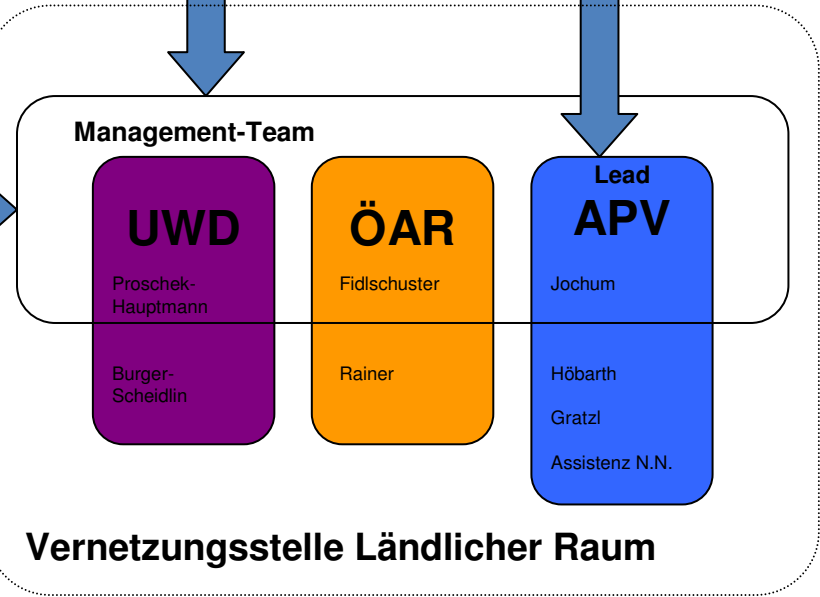 Management-Team
UWD
Proschek-
Hauptmann
Burger-
Scheidlin
ÖAR
Fidlschuster
Rainer
Lead
APV
Jochum
Höbarth
Gratzl
Assistenz N.N.
Vernetzungsstelle Ländlicher Raum